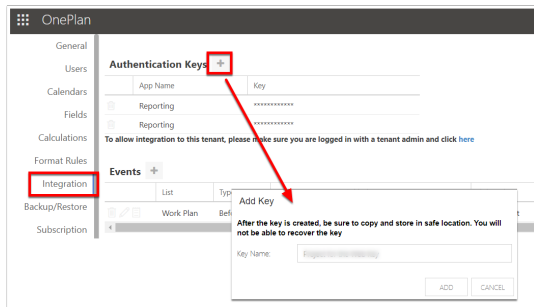 OnePlan
General
Users
Calendars
Fields
Calculations
Format Rules
Integration
Backup/Restore
Subscription
Authentication Keys +
App Name Key
Reporting ************
Reporting ************
To allow integration to this tenant, please make sure you are logged in with a tenant admin and click here
Events +
List
Work Plan
Add Key
After the key is created, be sure to copy and store in safe location. You will
not be able to recover the key
Key Name:
ADD CANCEL